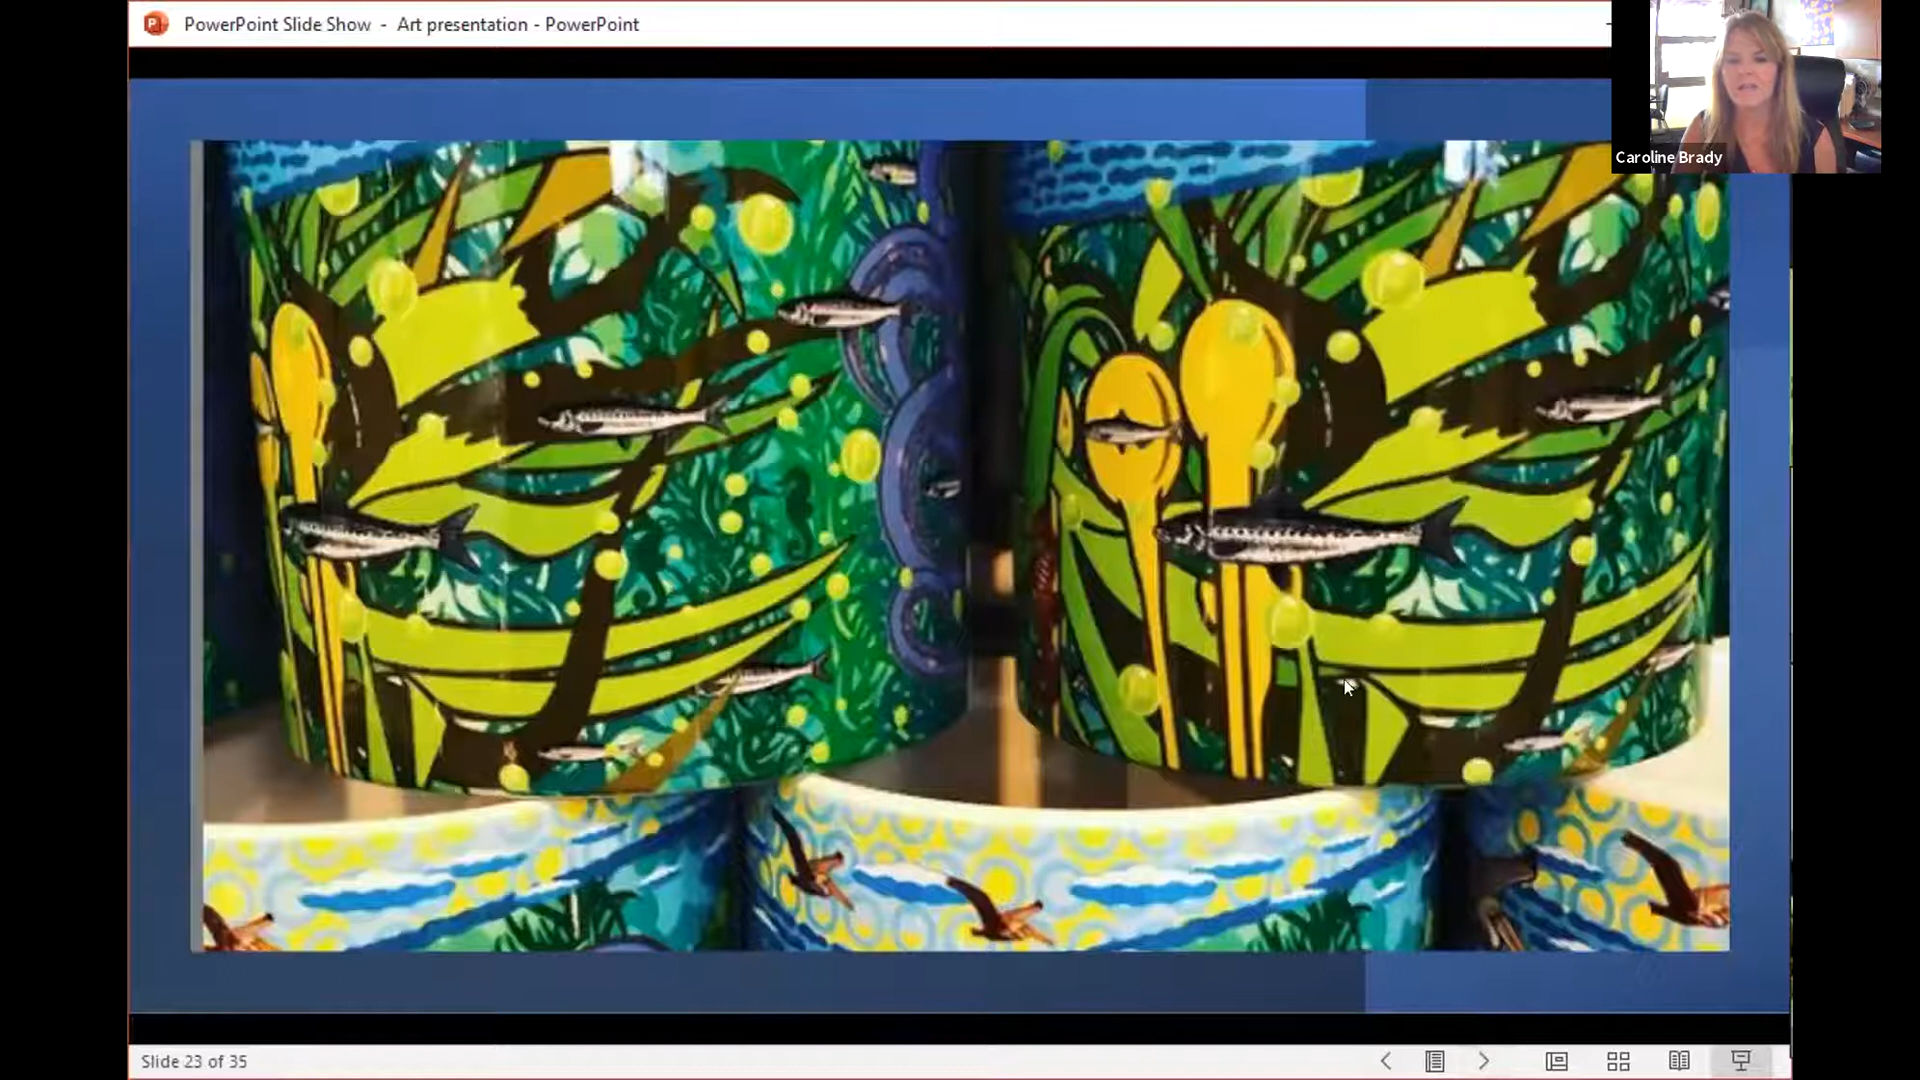 PowerPoint Slide Show - Art presentation - PowerPoint
Caroline Brady
Slide 23 of 35